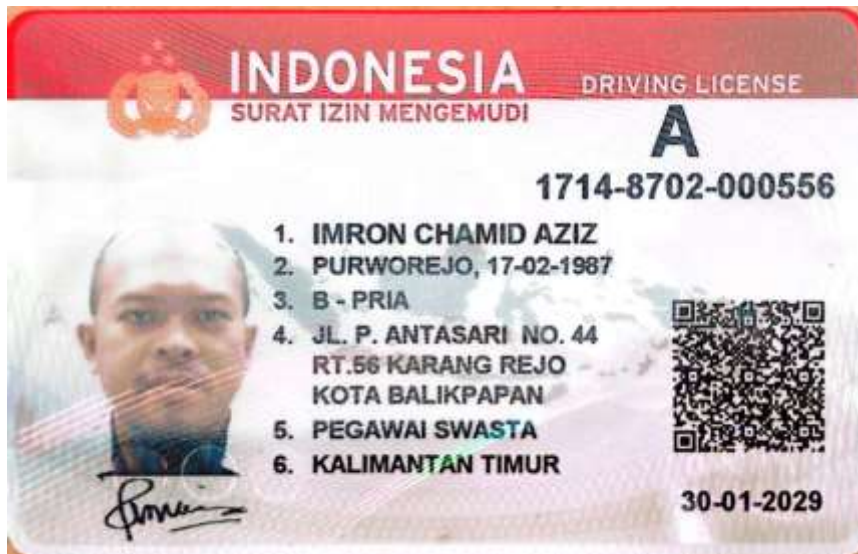 INDONESIA
SURAT IZIN MENGEMUDI
DRIVING LICENSE
A
1714-8702-000556
1. IMRON CHAMID AZIZ
2. PURWOREJO, 17-02-1987
3. B - PRIA
4. JL. P. ANTASARI NO. 44
RT.56 KARANG REJO
KOTA BALIKPAPAN
5. PEGAWAI SWASTA
6. KALIMANTAN TIMUR
30-01-2029